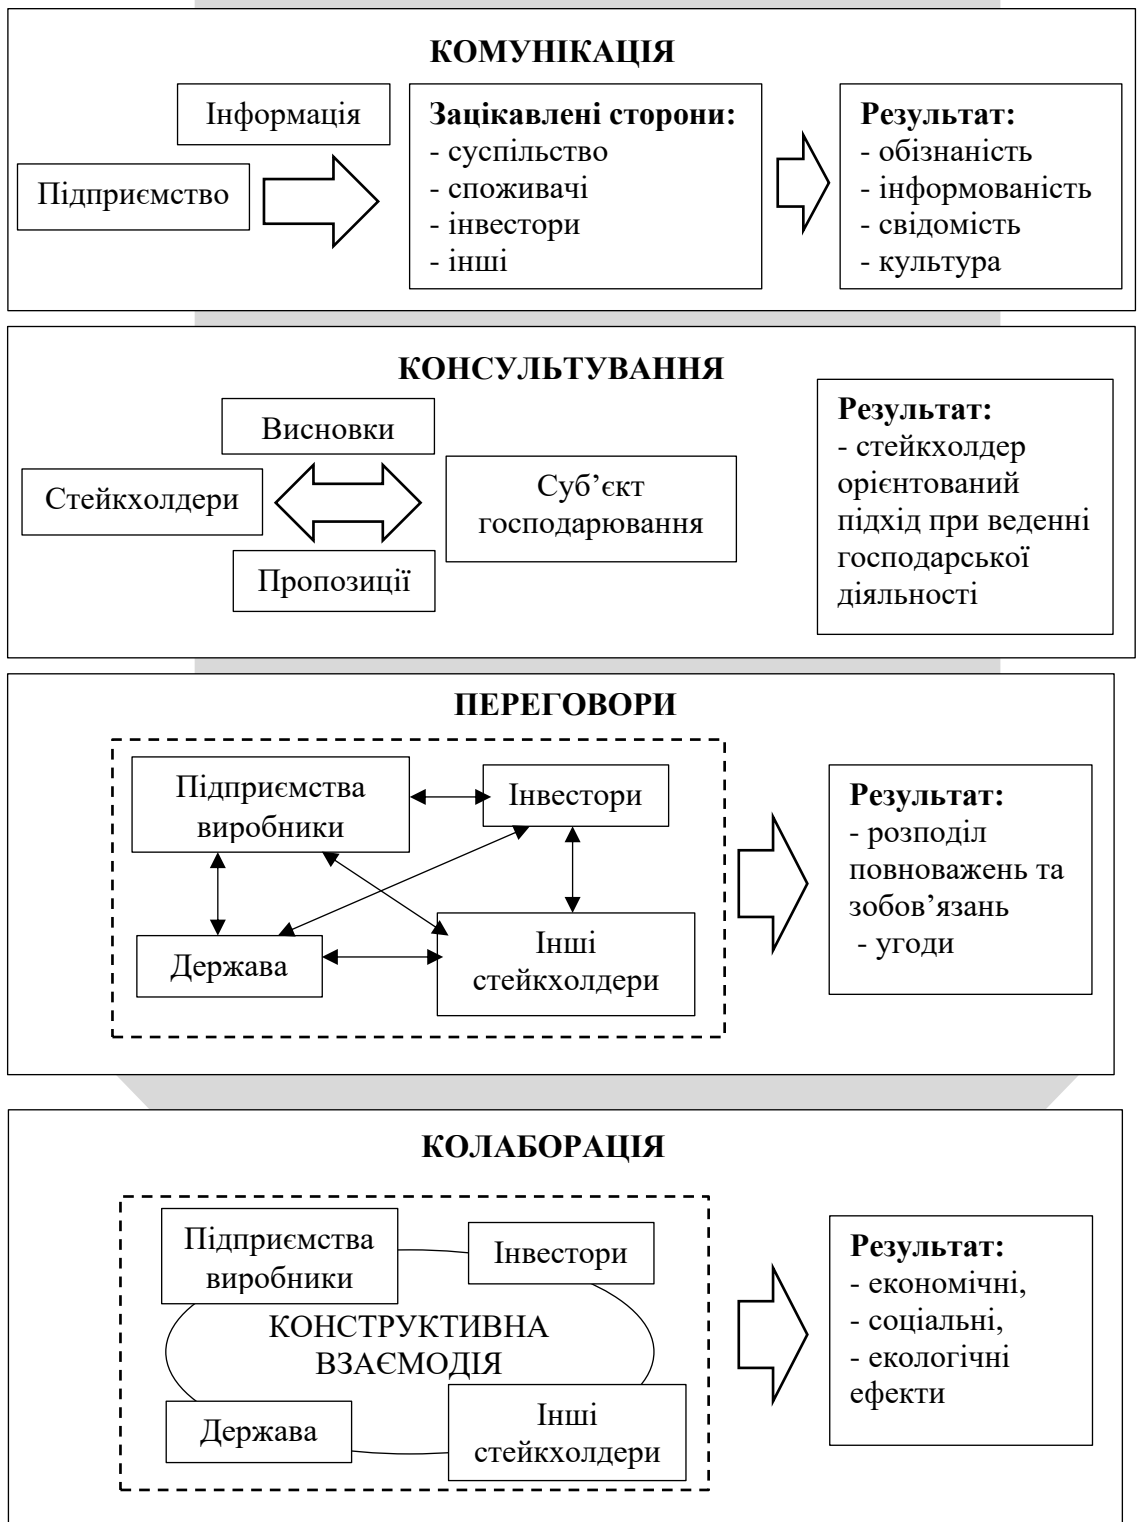 КОМУНІКАЦІЯ
Інформація
Підприємство
Зацікавлені сторони:
- суспільство
- споживачі
- інвестори
- інші
Результат:
- обізнаність
- інформованість
- свідомість
- культура
КОНСУЛЬТУВАННЯ
Висновки
Стейкхолдери
Пропозиції
Суб’єкт
господарювання
Результат:
- стейкхолдер
орієнтований
підхід при веденні
господарської
діяльності
ПЕРЕГОВОРИ
Підприємства
виробники
Інвестори
Держава
Інші
стейкхолдери
Результат:
- розподіл
повноважень та
зобов’язань
- угоди
КОЛАБОРАЦІЯ
Підприємства
виробники
Інвестори
КОНСТРУКТИВНА
ВЗАЄМОДІЯ
Держава
Інші
стейкхолдери
Результат:
- економічні,
- соціальні,
- екологічні
ефекти